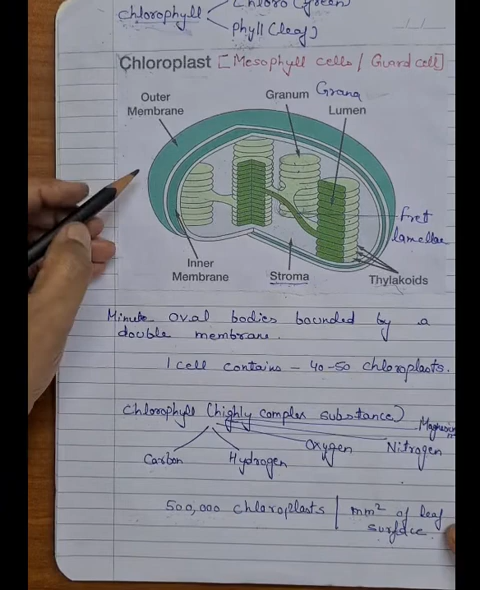 chlorophyll
Chloro (green)
Phyll (leaf)
Chloroplast [Mesophyll cells / Guard cell]
Outer
Membrane
Granum Grana
Lumen
Fret
lamellae
Inner
Membrane
Stroma
Thylakoids
Minute oval bodies bounded by a
double membrane.
1 cell contains - 40-50 chloroplasts.
Chlorophyll (highly complex substance)
Carbon
Hydrogen
Oxygen
Nitrogen
500,000 chloroplasts / mm² of leaf
surface.